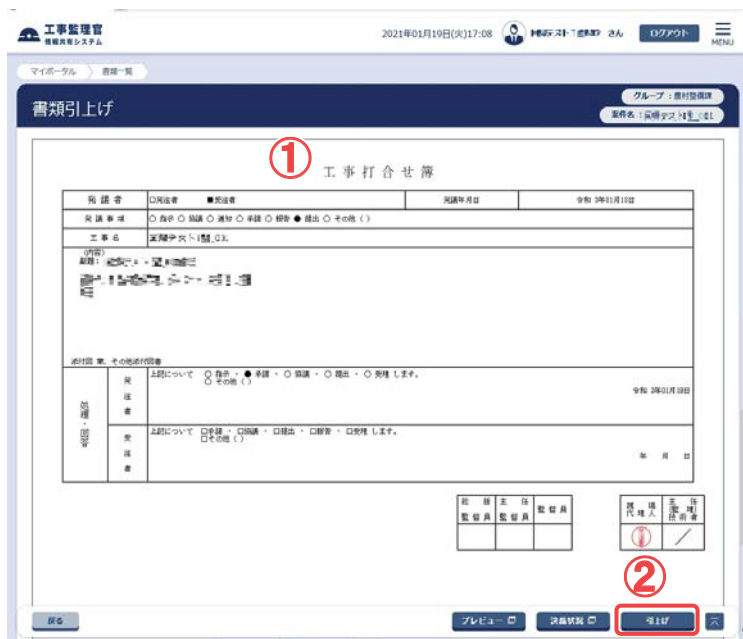 工事監理官
情報共有システム
2021年01月19日(火)17:08
さん
ログアウト
MENU
マイポータル
書類一覧
書類引上げ
グループ：農村整備課
案件名：
①
工事打合せ簿
発議者 □発注者 ■受注者 発議年月日 令和 3年01月18日
発議事項 ○ 指示 ○ 協議 ○ 通知 ○ 承諾 ○ 報告 ● 提出 ○ その他 ( )
工事名
(内容)
添付図 葉、その他添付図書
処理・回答
発注者
上記について ○ 指示 ・ ● 承諾 ・ ○ 協議 ・ ○ 提出 ・ ○ 受理 します。
○ その他 ( )
令和 3年01月19日
受注者
上記について □承諾 ・ □協議 ・ □提出 ・ □報告 ・ □受理 します。
□その他 ( )
年 月 日
総括監督員
主任監督員
監督員
現場代理人
主任(監理)技術者
②
戻る
プレビュー
決裁状況
引上げ